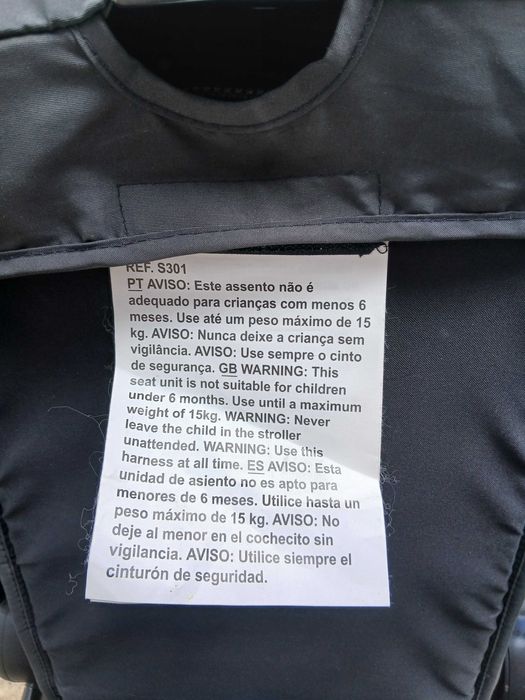 REF. S301
PT AVISO: Este assento não é
adequado para crianças com menos 6
meses. Use até um peso máximo de 15
kg. AVISO: Nunca deixe a criança sem
vigilância. AVISO: Use sempre o cinto
de segurança. GB WARNING: This
seat unit is not suitable for children
under 6 months. Use until a maximum
weight of 15kg. WARNING: Never
leave the child in the stroller
unattended. WARNING: Use this
harness at all time. ES AVISO: Esta
unidad de asiento no es apto para
menores de 6 meses. Utilice hasta un
peso máximo de 15 kg. AVISO: No
deje al menor en el cochecito sin
vigilancia. AVISO: Utilice siempre el
cinturón de seguridad.